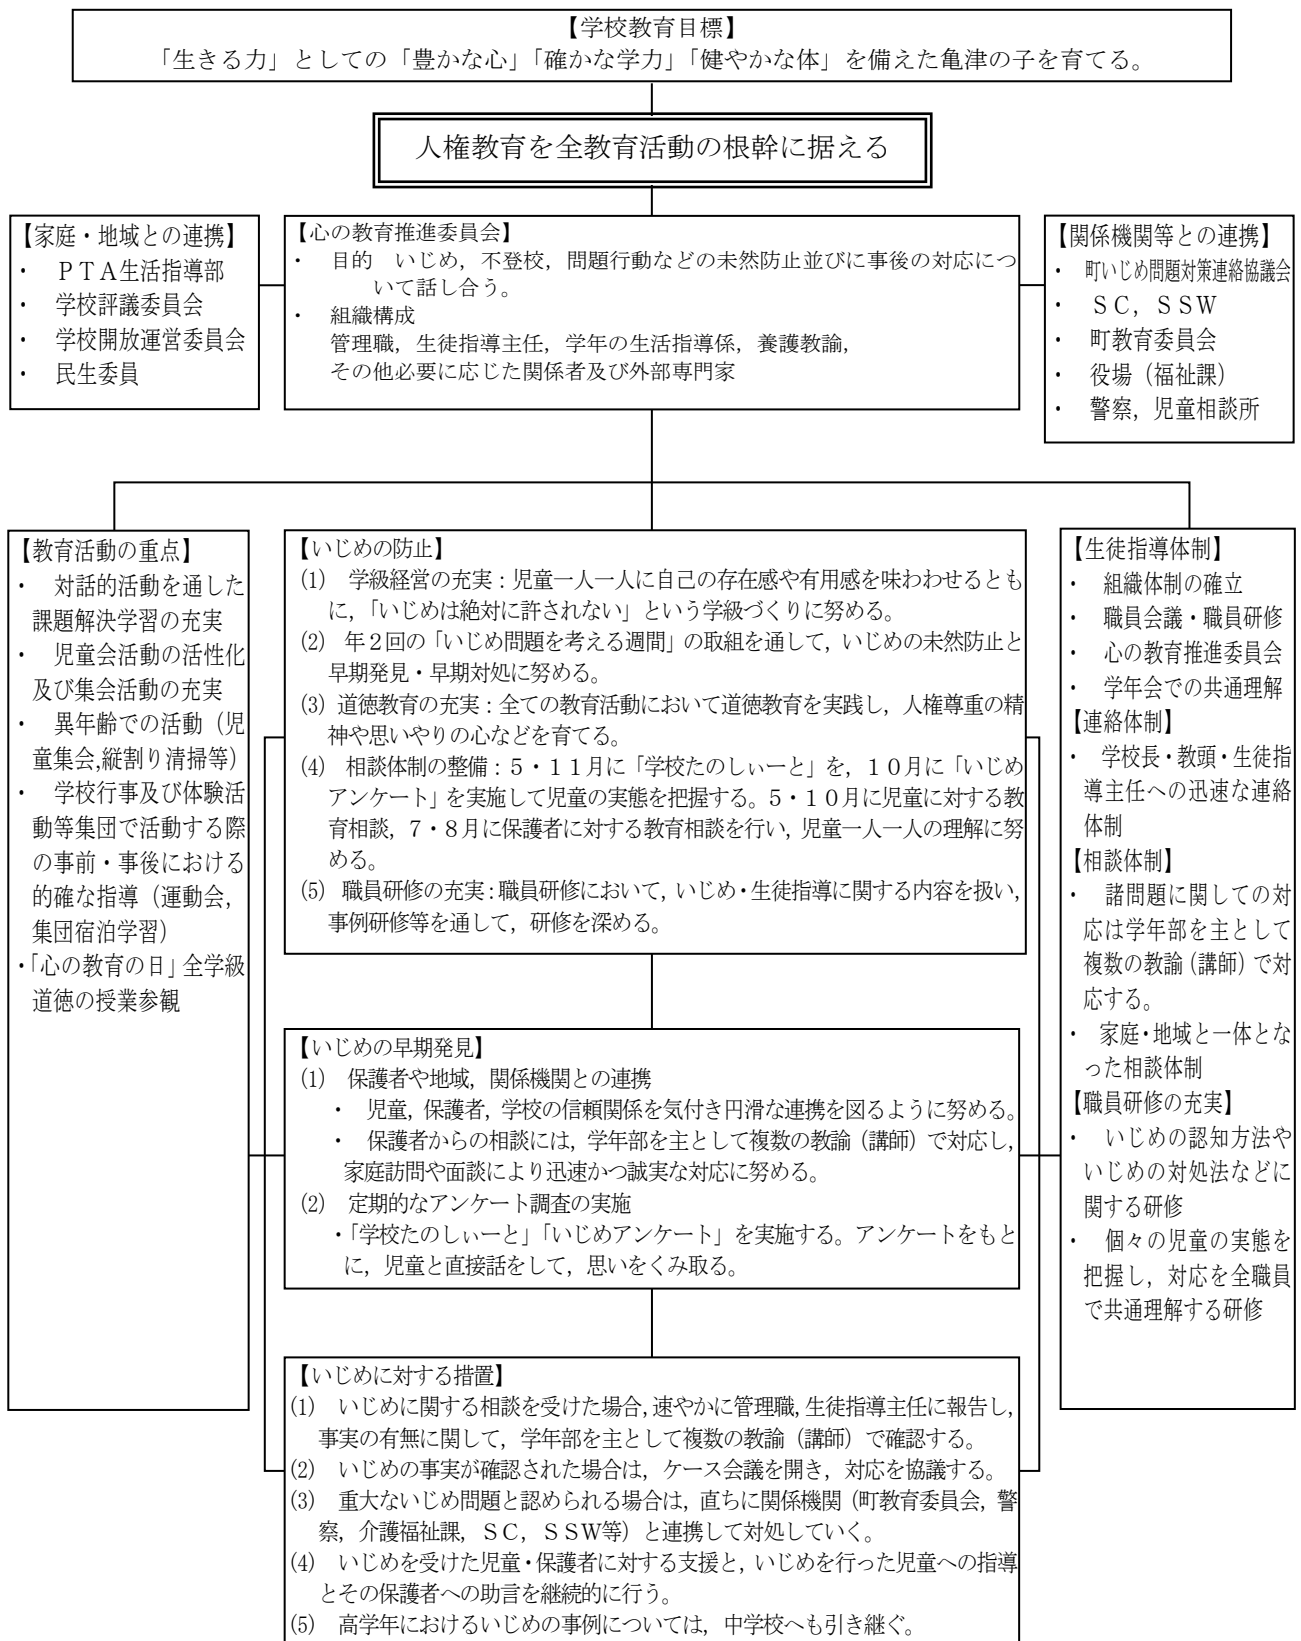 【学校教育目標】
「生きる力」としての「豊かな心」「確かな学力」「健やかな体」を備えた亀津の子を育てる。
人権教育を全教育活動の根幹に据える
【家庭・地域との連携】
・ ＰＴＡ生活指導部
・ 学校評議委員会
・ 学校開放運営委員会
・ 民生委員
【心の教育推進委員会】
・ 目的 いじめ，不登校，問題行動などの未然防止並びに事後の対応につ
いて話し合う。
・ 組織構成
管理職，生徒指導主任，学年の生活指導係，養護教諭，
その他必要に応じた関係者及び外部専門家
【関係機関等との連携】
・ 町いじめ問題対策連絡協議会
・ ＳＣ，ＳＳＷ
・ 町教育委員会
・ 役場（福祉課）
・ 警察，児童相談所
【教育活動の重点】
・ 対話的活動を通した
課題解決学習の充実
・ 児童会活動の活性化
及び集会活動の充実
・ 異年齢での活動（児
童集会,縦割り清掃等）
・ 学校行事及び体験活
動等集団で活動する際
の事前・事後における
的確な指導（運動会，
集団宿泊学習）
・「心の教育の日」全学級
道徳の授業参観
【いじめの防止】
(1) 学級経営の充実：児童一人一人に自己の存在感や有用感を味わわせるとも
に，「いじめは絶対に許されない」という学級づくりに努める。
(2) 年２回の「いじめ問題を考える週間」の取組を通して，いじめの未然防止と
早期発見・早期対処に努める。
(3) 道徳教育の充実：全ての教育活動において道徳教育を実践し，人権尊重の精
神や思いやりの心などを育てる。
(4) 相談体制の整備：５・１１月に「学校たのしぃーと」を，１０月に「いじめ
アンケート」を実施して児童の実態を把握する。５・１０月に児童に対する教
育相談，７・８月に保護者に対する教育相談を行い，児童一人一人の理解に努
める。
(5) 職員研修の充実：職員研修において，いじめ・生徒指導に関する内容を扱い，
事例研修等を通して，研修を深める。
【いじめの早期発見】
(1) 保護者や地域，関係機関との連携
・ 児童，保護者，学校の信頼関係を気付き円滑な連携を図るように努める。
・ 保護者からの相談には，学年部を主として複数の教諭（講師）で対応し，
家庭訪問や面談により迅速かつ誠実な対応に努める。
(2) 定期的なアンケート調査の実施
・「学校たのしぃーと」「いじめアンケート」を実施する。アンケートをもと
に，児童と直接話をして，思いをくみ取る。
【いじめに対する措置】
(1) いじめに関する相談を受けた場合，速やかに管理職，生徒指導主任に報告し，
事実の有無に関して，学年部を主として複数の教諭（講師）で確認する。
(2) いじめの事実が確認された場合は，ケース会議を開き，対応を協議する。
(3) 重大ないじめ問題と認められる場合は，直ちに関係機関（町教育委員会，警
察，介護福祉課，ＳＣ，ＳＳＷ等）と連携して対処していく。
(4) いじめを受けた児童・保護者に対する支援と，いじめを行った児童への指導
とその保護者への助言を継続的に行う。
(5) 高学年におけるいじめの事例については，中学校へも引き継ぐ。
【生徒指導体制】
・ 組織体制の確立
・ 職員会議・職員研修
・ 心の教育推進委員会
・ 学年会での共通理解
【連絡体制】
・ 学校長・教頭・生徒指
導主任への迅速な連絡
体制
【相談体制】
・ 諸問題に関しての対
応は学年部を主として
複数の教諭（講師）で対
応する。
・ 家庭・地域と一体とな
った相談体制
【職員研修の充実】
・ いじめの認知方法や
いじめの対処法などに
関する研修
・ 個々の児童の実態を
把握し，対応を全職員
で共通理解する研修